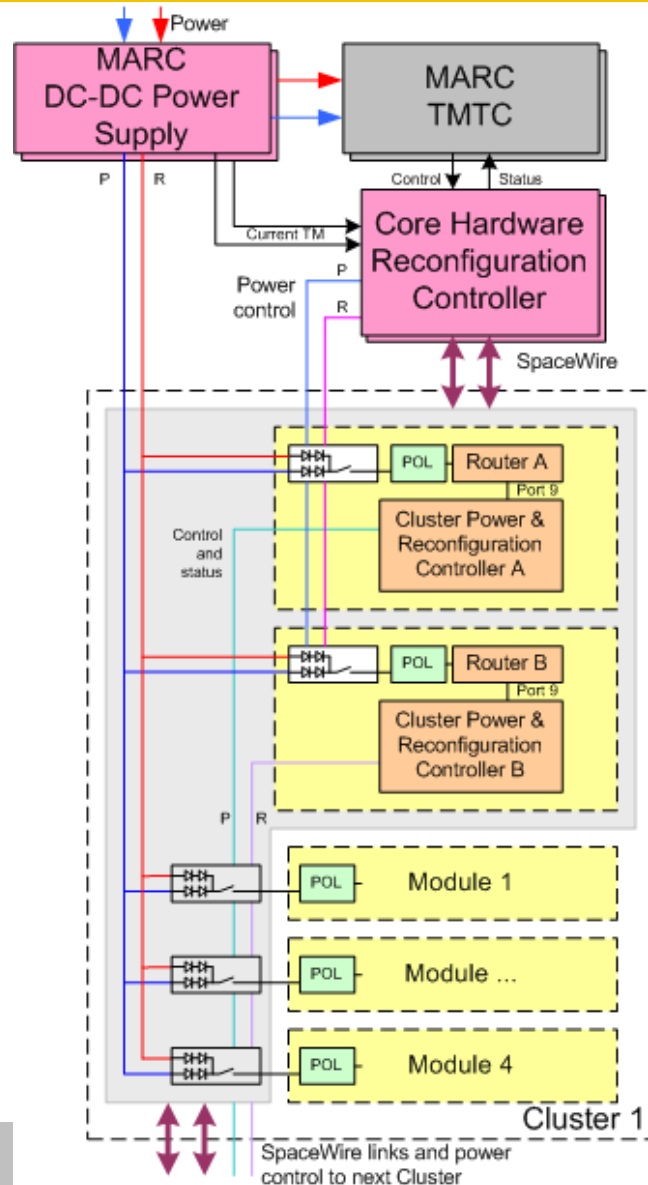 Power
MARC
DC-DC Power
Supply
MARC
TMTC
P
R
Control
Status
Current TM
Core Hardware
Reconfiguration
Controller
Power
control
P
R
SpaceWire
POL
Router A
Port 9
Control
and
status
Cluster Power &
Reconfiguration
Controller A
POL
Router B
Port 9
Cluster Power &
Reconfiguration
Controller B
P
R
POL
Module 1
POL
Module ...
POL
Module 4
Cluster 1
SpaceWire links and power
control to next Cluster